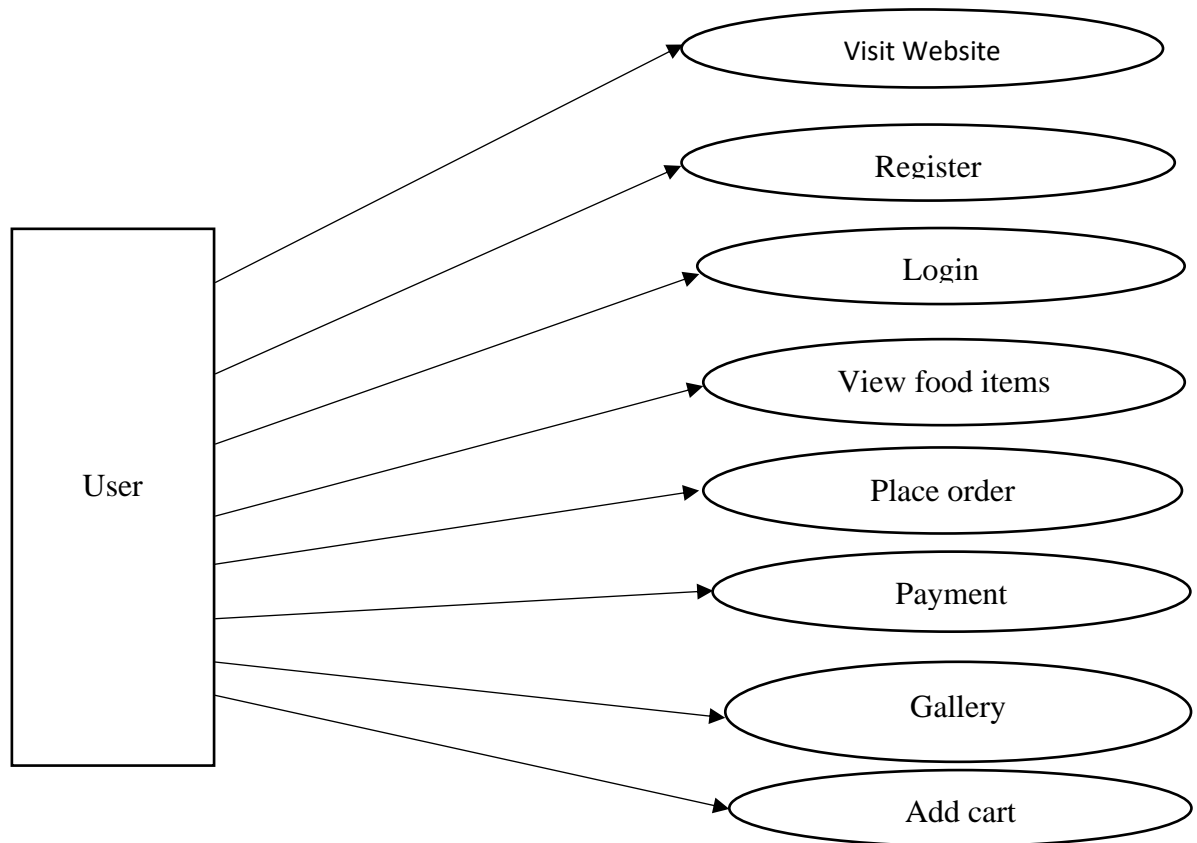 Visit Website
Register
Login
View food items
User
Place order
Payment
Gallery
Add cart